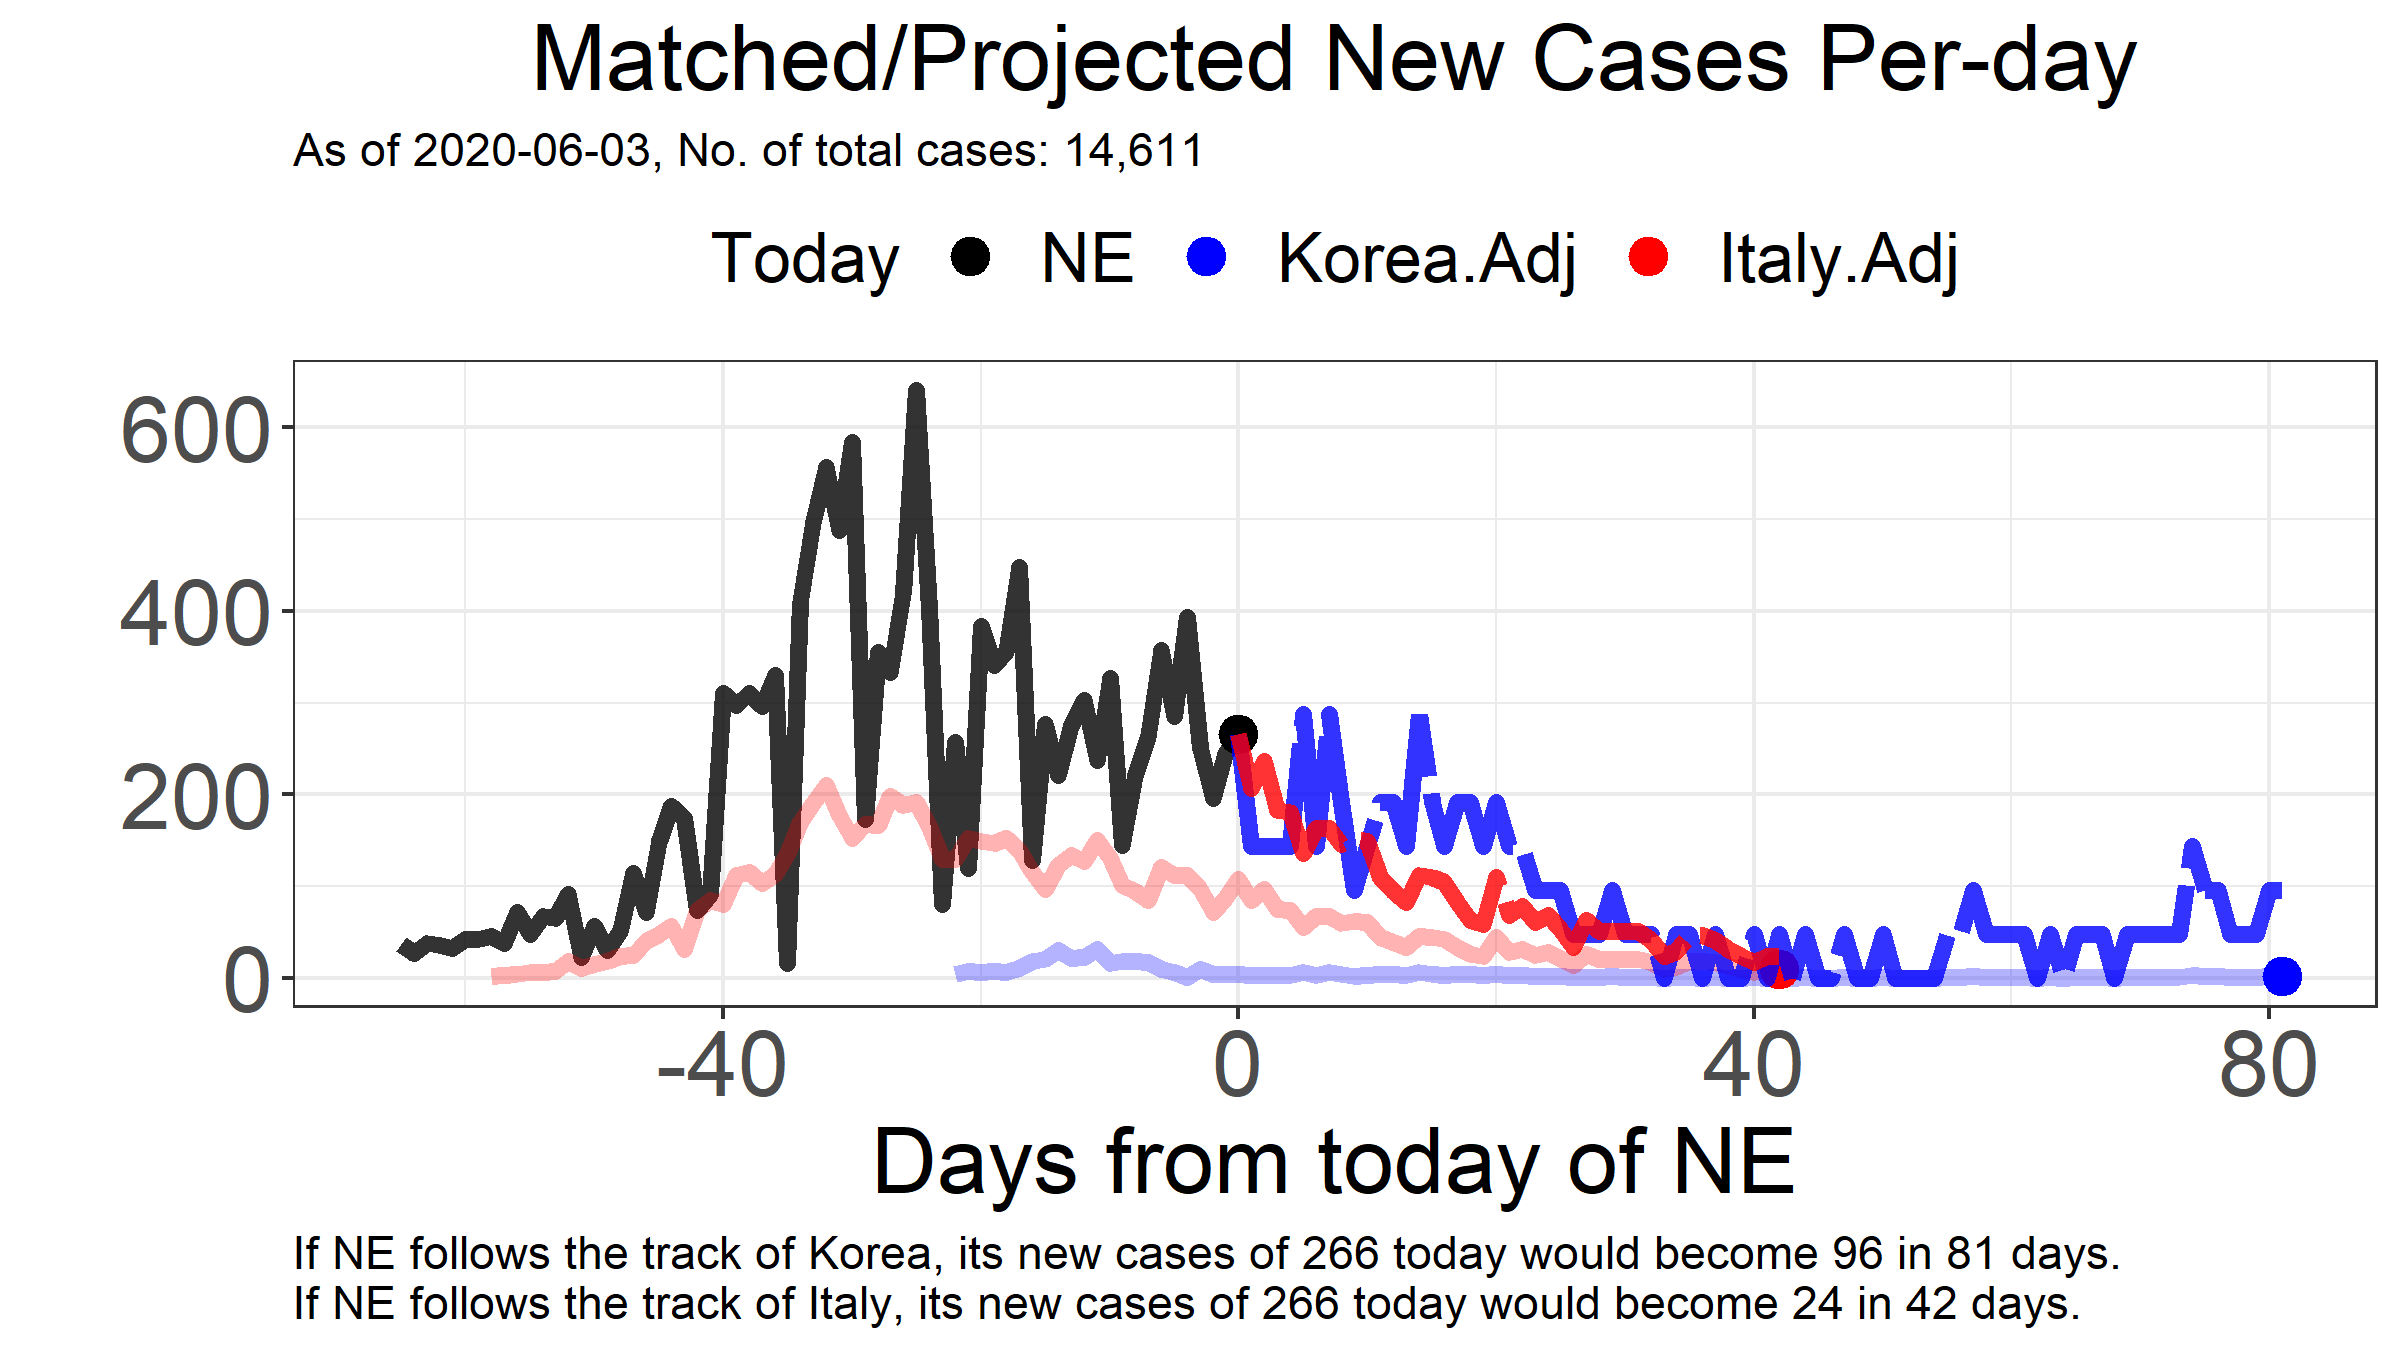 Matched/Projected New Cases Per-day
As of 2020-06-03, No. of total cases: 14,611
Today NE Korea.Adj Italy.Adj
600
400
200
0
-40 0 40 80
Days from today of NE
If NE follows the track of Korea, its new cases of 266 today would become 96 in 81 days.
If NE follows the track of Italy, its new cases of 266 today would become 24 in 42 days.